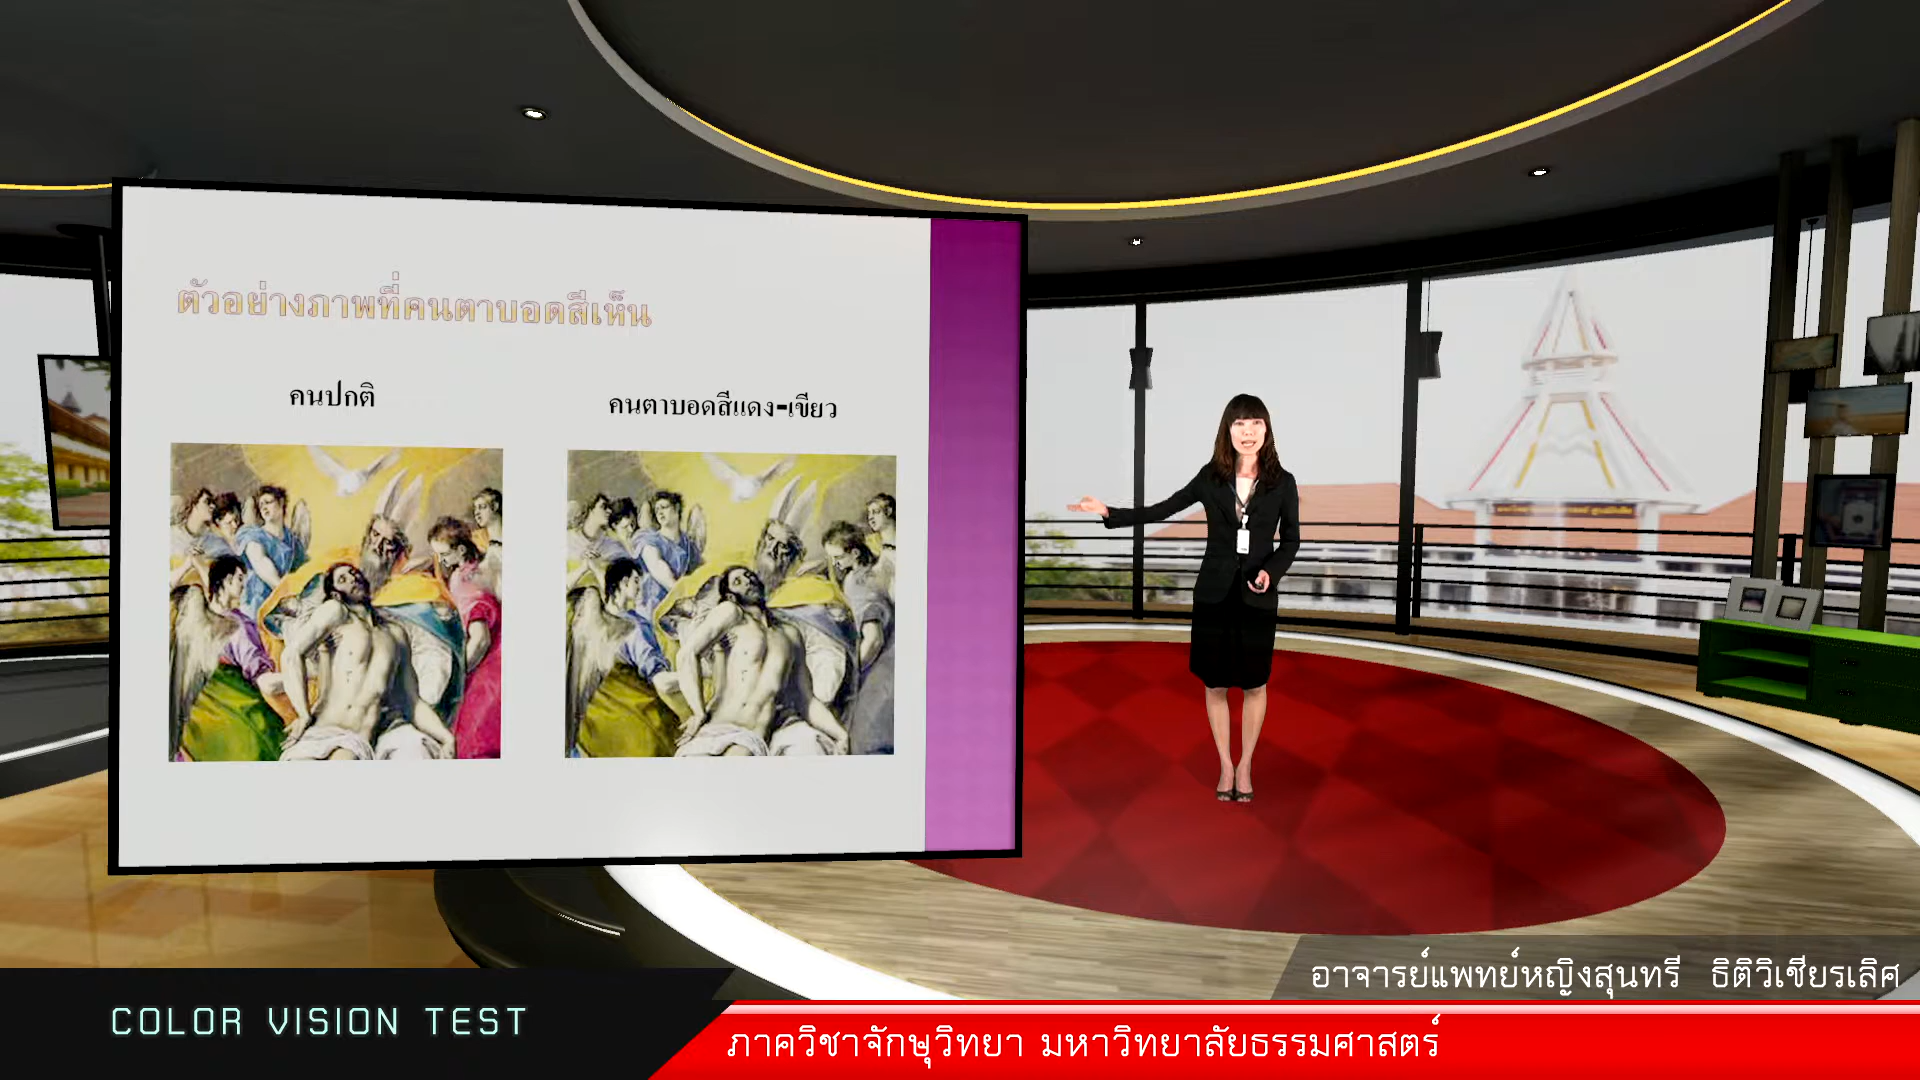 ตัวอย่างภาพที่คนตาบอดสีเห็น
คนปกติ
คนตาบอดสีแดง-เขียว
อาจารย์แพทย์หญิงสุนทรี ธิติวิเชียรเลิศ
COLOR VISION TEST
ภาควิชาจักษุวิทยา มหาวิทยาลัยธรรมศาสตร์